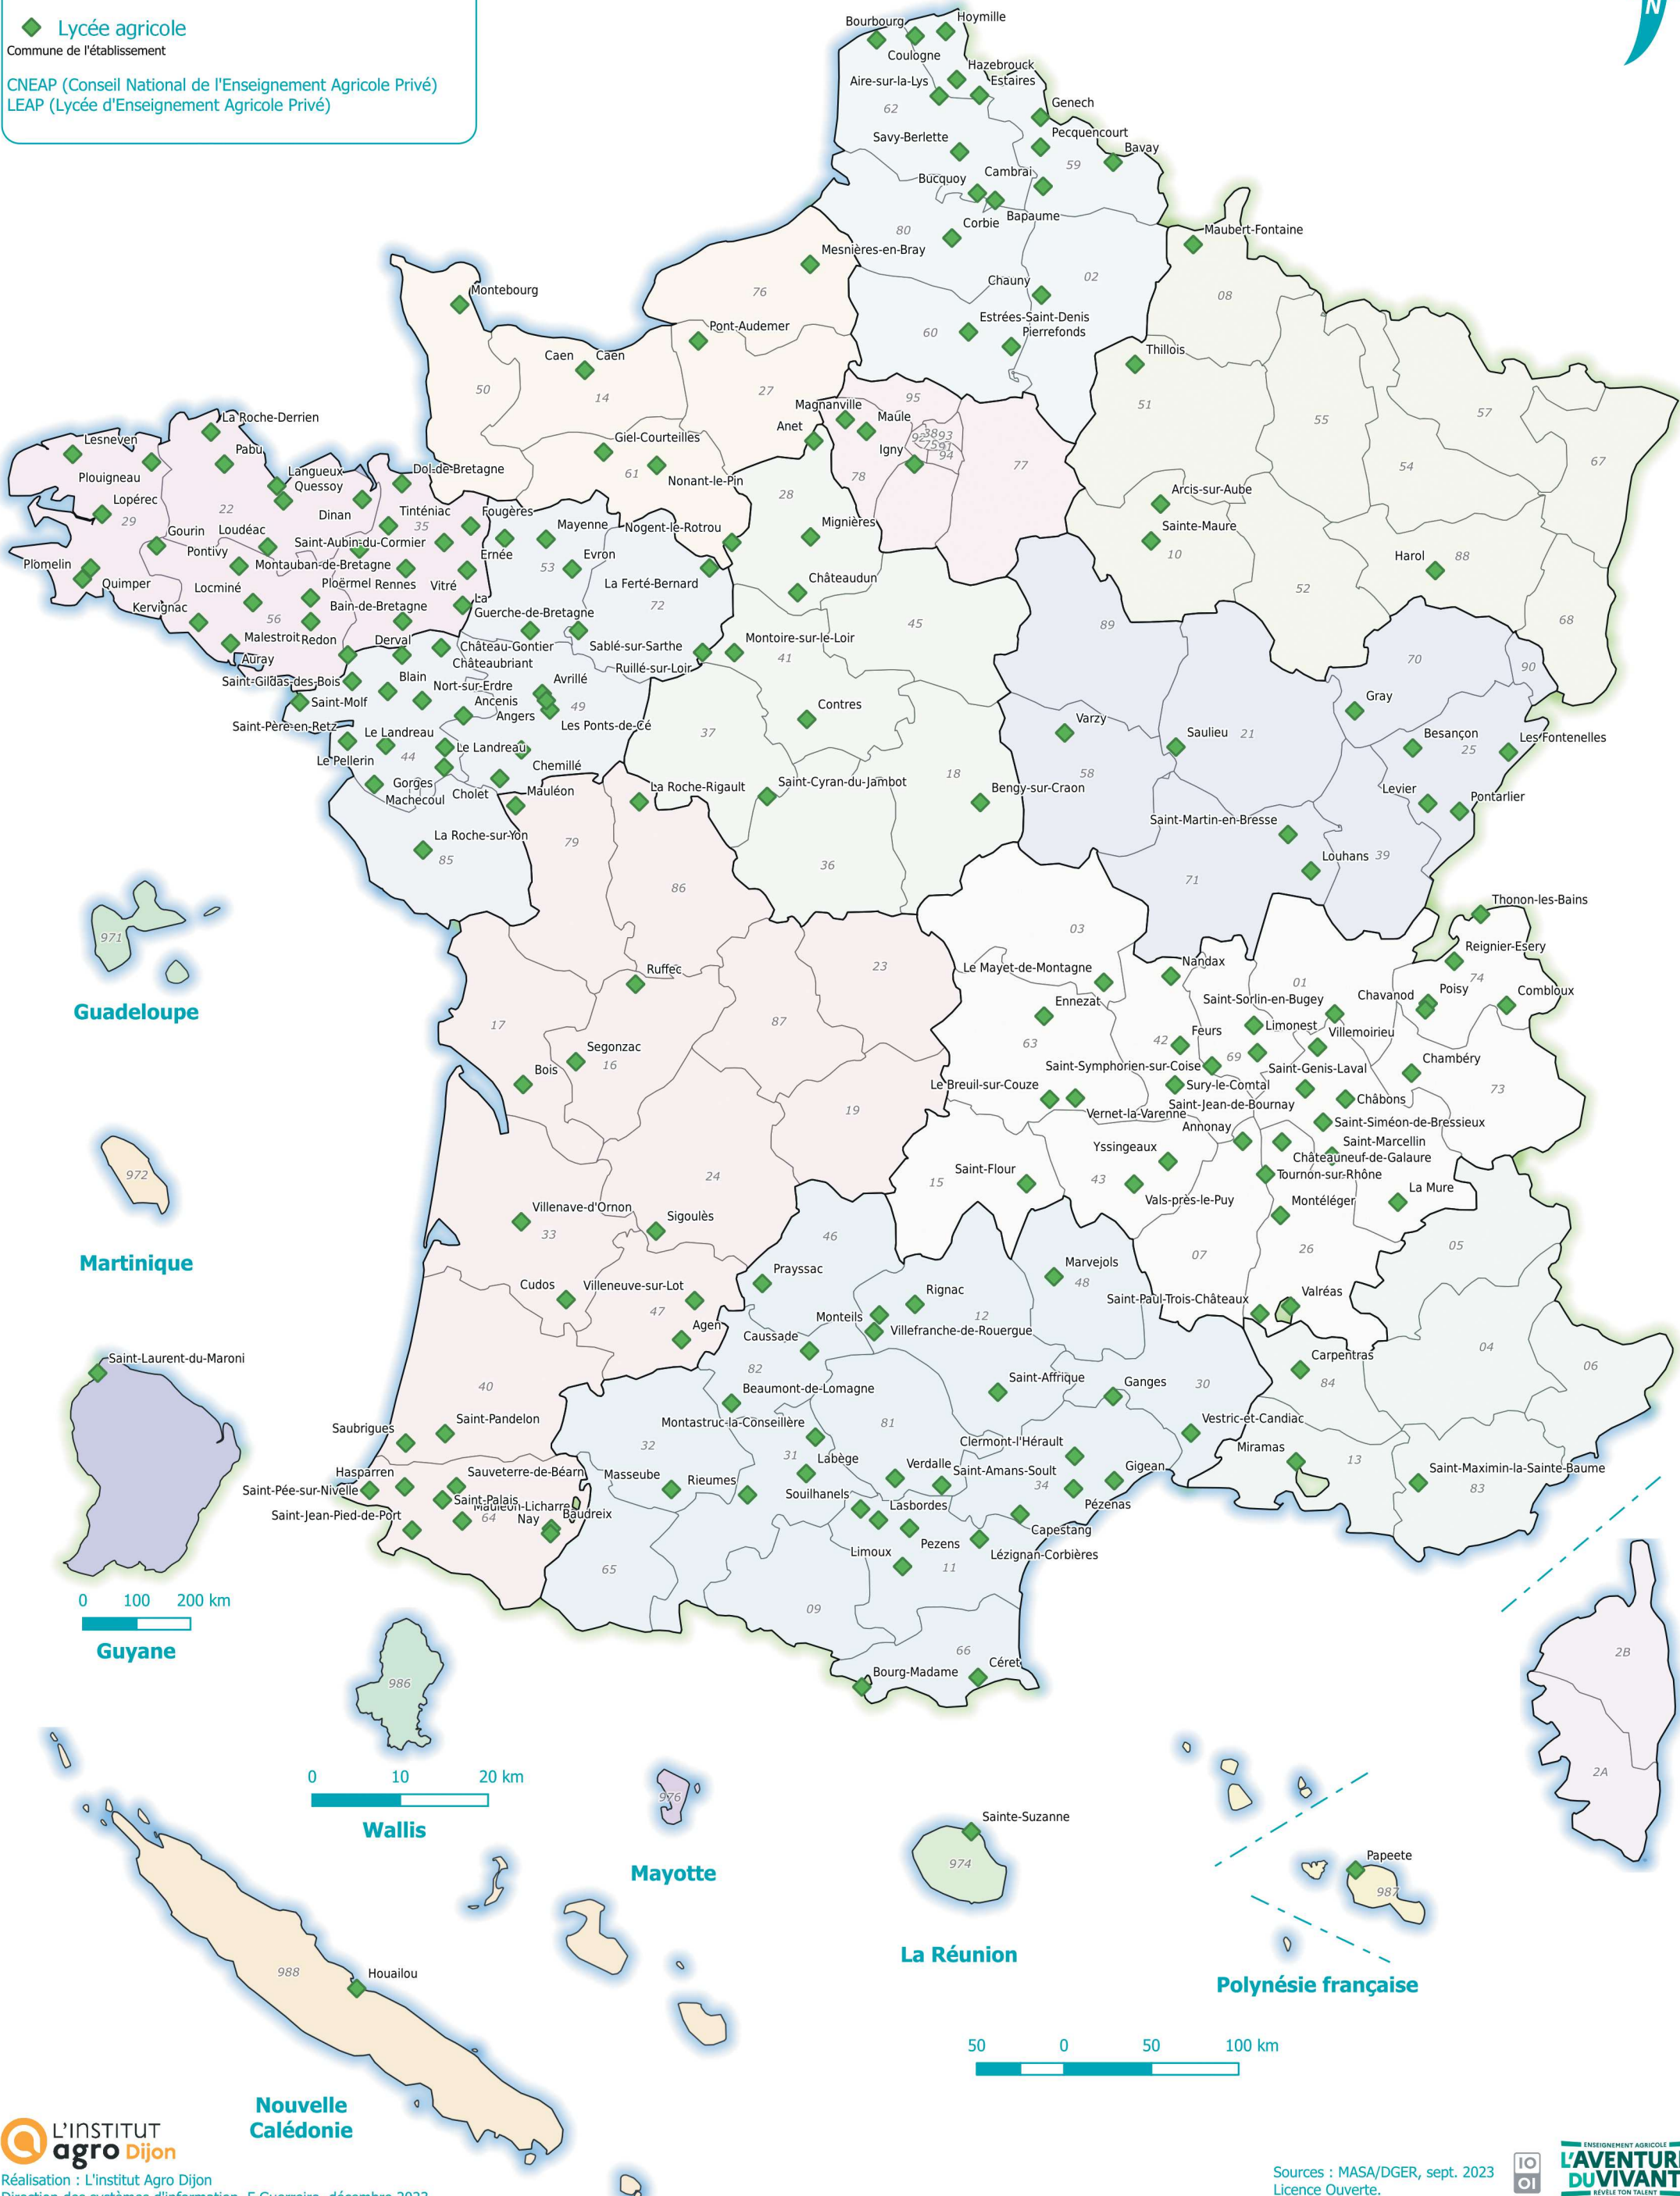 N
Lycée agricole
Commune de l'établissement
CNEAP (Conseil National de l'Enseignement Agricole Privé)
LEAP (Lycée d'Enseignement Agricole Privé)
Hoymille
Bourbourg
Coulogne
Hazebrouck
Aire-sur-la-Lys
Estaires
62
Genech
Pecquencourt
Savy-Berlette
Bavay
59
Cambrai
Bucquoy
Bapaume
Corbie
80
Maubert-Fontaine
Mesnières-en-Bray
02
Chauny
Montebourg
76
08
Estrées-Saint-Denis
Pont-Audemer
60
Pierrefonds
Thillois
Caen
Caen
50
14
27
95
Magnanville
51
Maule
57
La Roche-Derrien
55
Anet
92
38
93
75
91
94
Lesneven
Giel-Courteilles
Pabu
Igny
67
77
54
Dol-de-Bretagne
Langueux
61
78
Plouigneau
Nonant-le-Pin
Quessoy
Arcis-sur-Aube
28
Lopérec
22
Tinténiac
Fougères
Dinan
29
35
Mignières
Mayenne
Nogent-le-Rotrou
Sainte-Maure
Gourin
Loudéac
Saint-Aubin-du-Cormier
Pontivy
Ernée
Evron
10
Harol
88
Plomelin
Montauban-de-Bretagne
53
Quimper
Locminé
Ploërmel
Rennes
Vitré
La Ferté-Bernard
Châteaudun
52
Kervignac
Bain-de-Bretagne
La
Guerche-de-Bretagne
72
56
45
89
68
Malestroit
Redon
Derval
Château-Gontier
Sablé-sur-Sarthe
Montoire-sur-le-Loir
Auray
Châteaubriant
Ruillé-sur-Loir
41
70
90
Saint-Gildas-des-Bois
Blain
Nort-sur-Erdre
Avrillé
Gray
Saint-Molf
Ancenis
49
Contres
Angers
Varzy
Saint-Père-en-Retz
Le Landreau
Les Ponts-de-Cé
37
Saulieu
21
Besançon
Les Fontenelles
Le Landreau
25
Le Pellerin
44
Chemillé
58
18
Gorges
Cholet
Mauléon
La Roche-Rigault
Saint-Cyran-du-Jambot
Bengy-sur-Craon
Levier
Pontarlier
Machecoul
Saint-Martin-en-Bresse
La Roche-sur-Yon
79
85
36
Louhans
39
86
71
Thonon-les-Bains
971
03
Reignier-Esery
Ruffec
23
Le Mayet-de-Montagne
Nandax
74
01
Chavanod
Poisy
Combloux
Guadeloupe
Ennezat
Saint-Sorlin-en-Bugey
17
87
Feurs
Limonest
Villemoirieu
63
42
Segonzac
69
Chambéry
16
Saint-Symphorien-sur-Coise
Saint-Genis-Laval
Bois
Le Breuil-sur-Couze
Sury-le-Comtal
73
Châbons
19
Vernet-la-Varenne
Saint-Jean-de-Bournay
Annonay
Saint-Siméon-de-Bressieux
Yssingeaux
Saint-Marcellin
Châteauneuf-de-Galaure
972
24
Saint-Flour
Tournon-sur-Rhône
15
43
La Mure
Vals-près-le-Puy
Montéléger
Villenave-d'Ornon
Sigoulès
33
46
05
26
Martinique
07
Marvejols
Prayssac
48
Cudos
Villeneuve-sur-Lot
Rignac
Valréas
Saint-Paul-Trois-Châteaux
47
Monteils
12
Agen
Villefranche-de-Rouergue
Caussade
04
Carpentras
Saint-Laurent-du-Maroni
06
82
Saint-Affrique
40
Ganges
30
84
Beaumont-de-Lomagne
Saint-Pandelon
Montastruc-la-Conseillère
81
Vestric-et-Candiac
Saubrigues
32
Clermont-l'Hérault
Miramas
31
Labège
13
Verdalle
Gigean
Saint-Maximin-la-Sainte-Baume
Hasparren
Sauveterre-de-Béarn
Masseube
Rieumes
Saint-Amans-Soult
34
83
Saint-Pée-sur-Nivelle
Saint-Palais
Souilhanels
Lasbordes
Pézenas
Mauléon-Licharre
Saint-Jean-Pied-de-Port
64
Nay
Baudreix
Capestang
Pezens
Limoux
Lézignan-Corbières
65
11
0 100 200 km
09
Guyane
66
2B
Céret
986
Bourg-Madame
2A
0 10 20 km
976
Wallis
Sainte-Suzanne
974
Papeete
Mayotte
987
La Réunion
988
Houailou
Polynésie française
50 0 50 100 km
Nouvelle
Calédonie
L'INSTITUT
agro Dijon
Réalisation : L'institut Agro Dijon
Sources : MASA/DGER, sept. 2023
Licence Ouverte.
ENSEIGNEMENT AGRICOLE
L'AVENTURE
DU VIVANT
RÉVÈLE TON TALENT